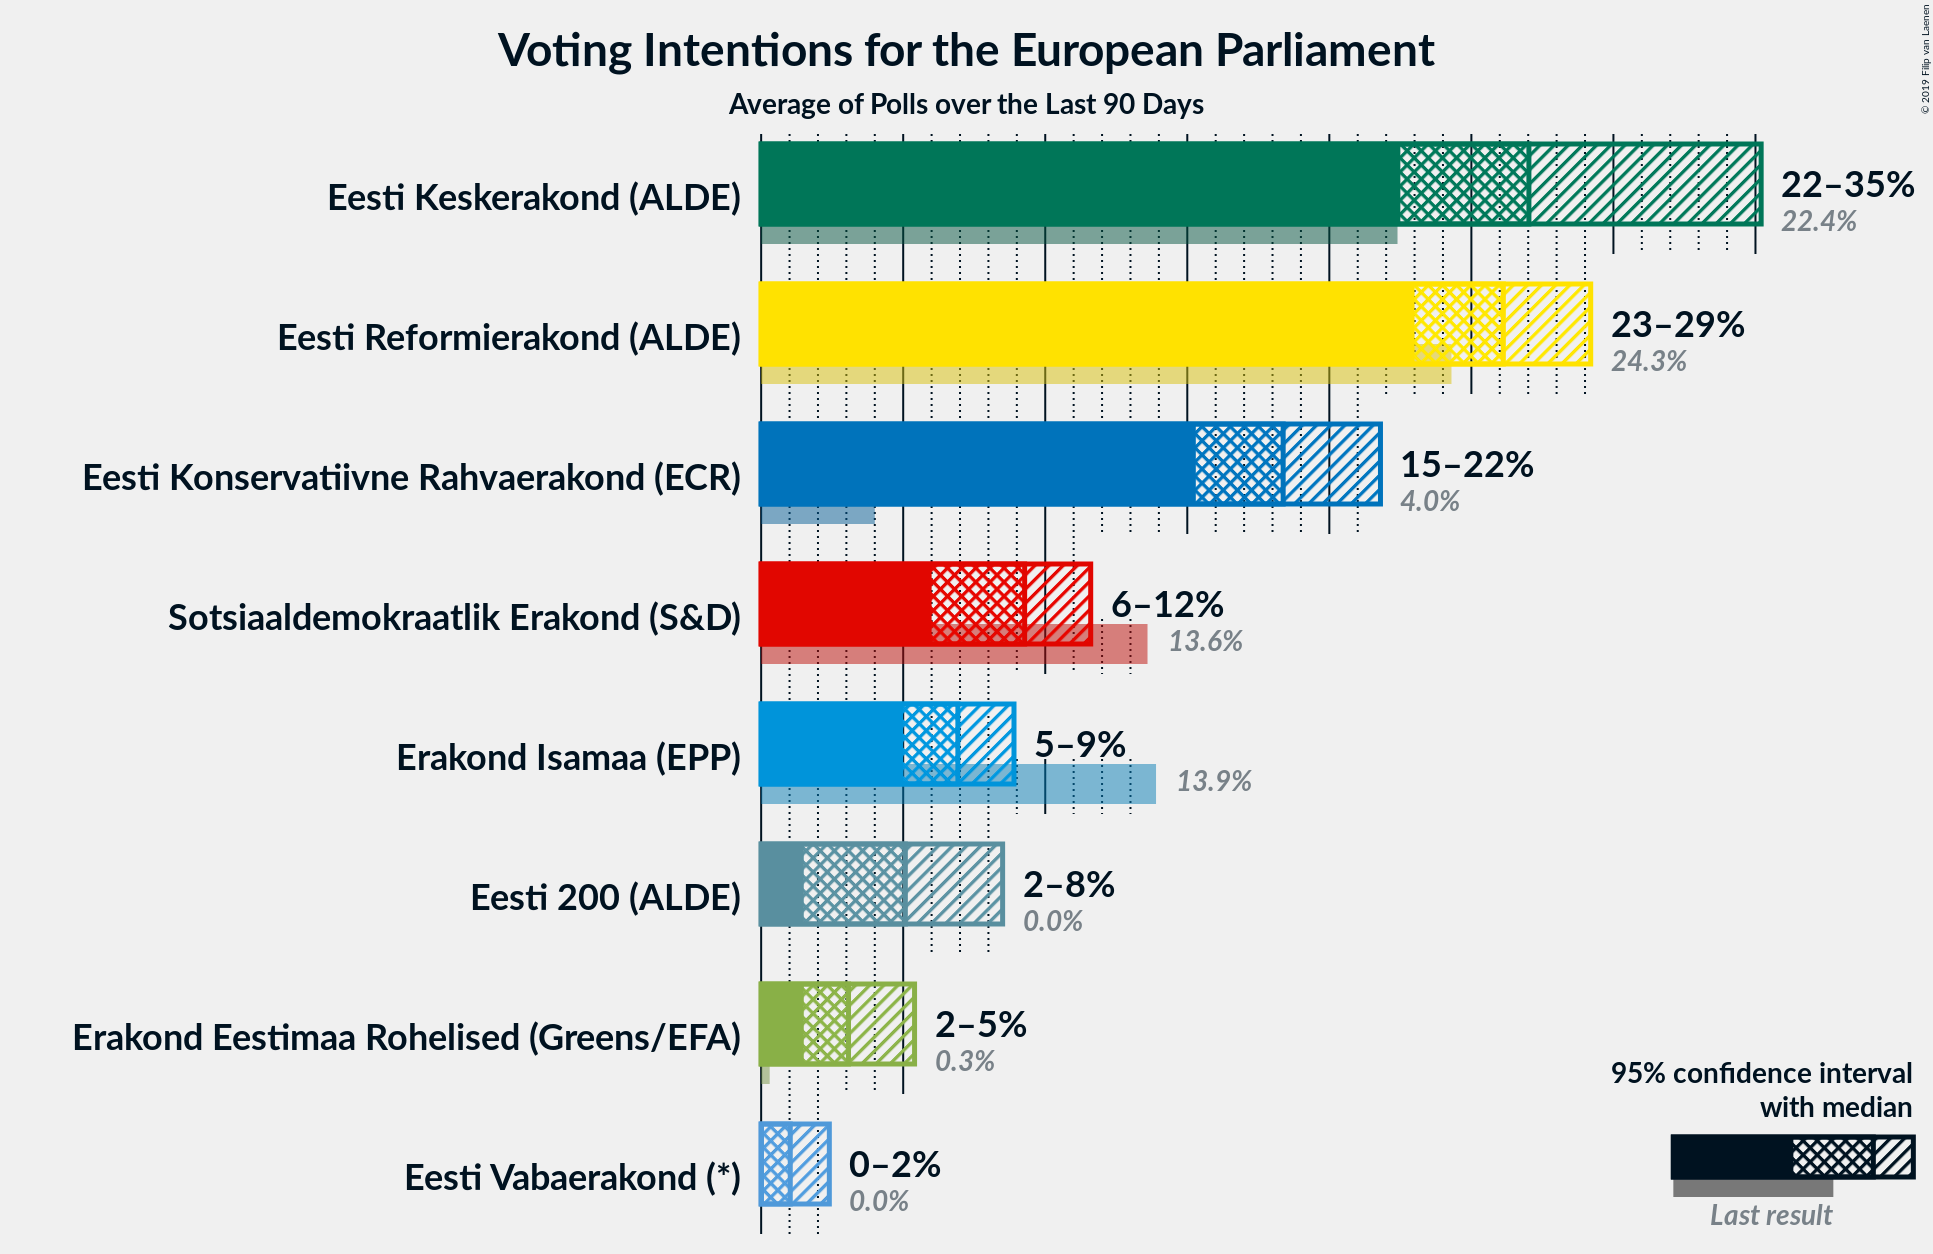 Voting Intentions for the European Parliament
Average of Polls over the Last 90 Days
© 2019 Filip van Laenen
Eesti Keskerakond (ALDE)
22–35%
22.4%
Eesti Reformierakond (ALDE)
23–29%
24.3%
Eesti Konservatiivne Rahvaerakond (ECR)
15–22%
4.0%
Sotsiaaldemokraatlik Erakond (S&D)
6–12%
13.6%
Erakond Isamaa (EPP)
5–9%
13.9%
Eesti 200 (ALDE)
2–8%
0.0%
Erakond Eestimaa Rohelised (Greens/EFA)
2–5%
0.3%
Eesti Vabaerakond (*)
0–2%
0.0%
95% confidence interval
with median
Last result